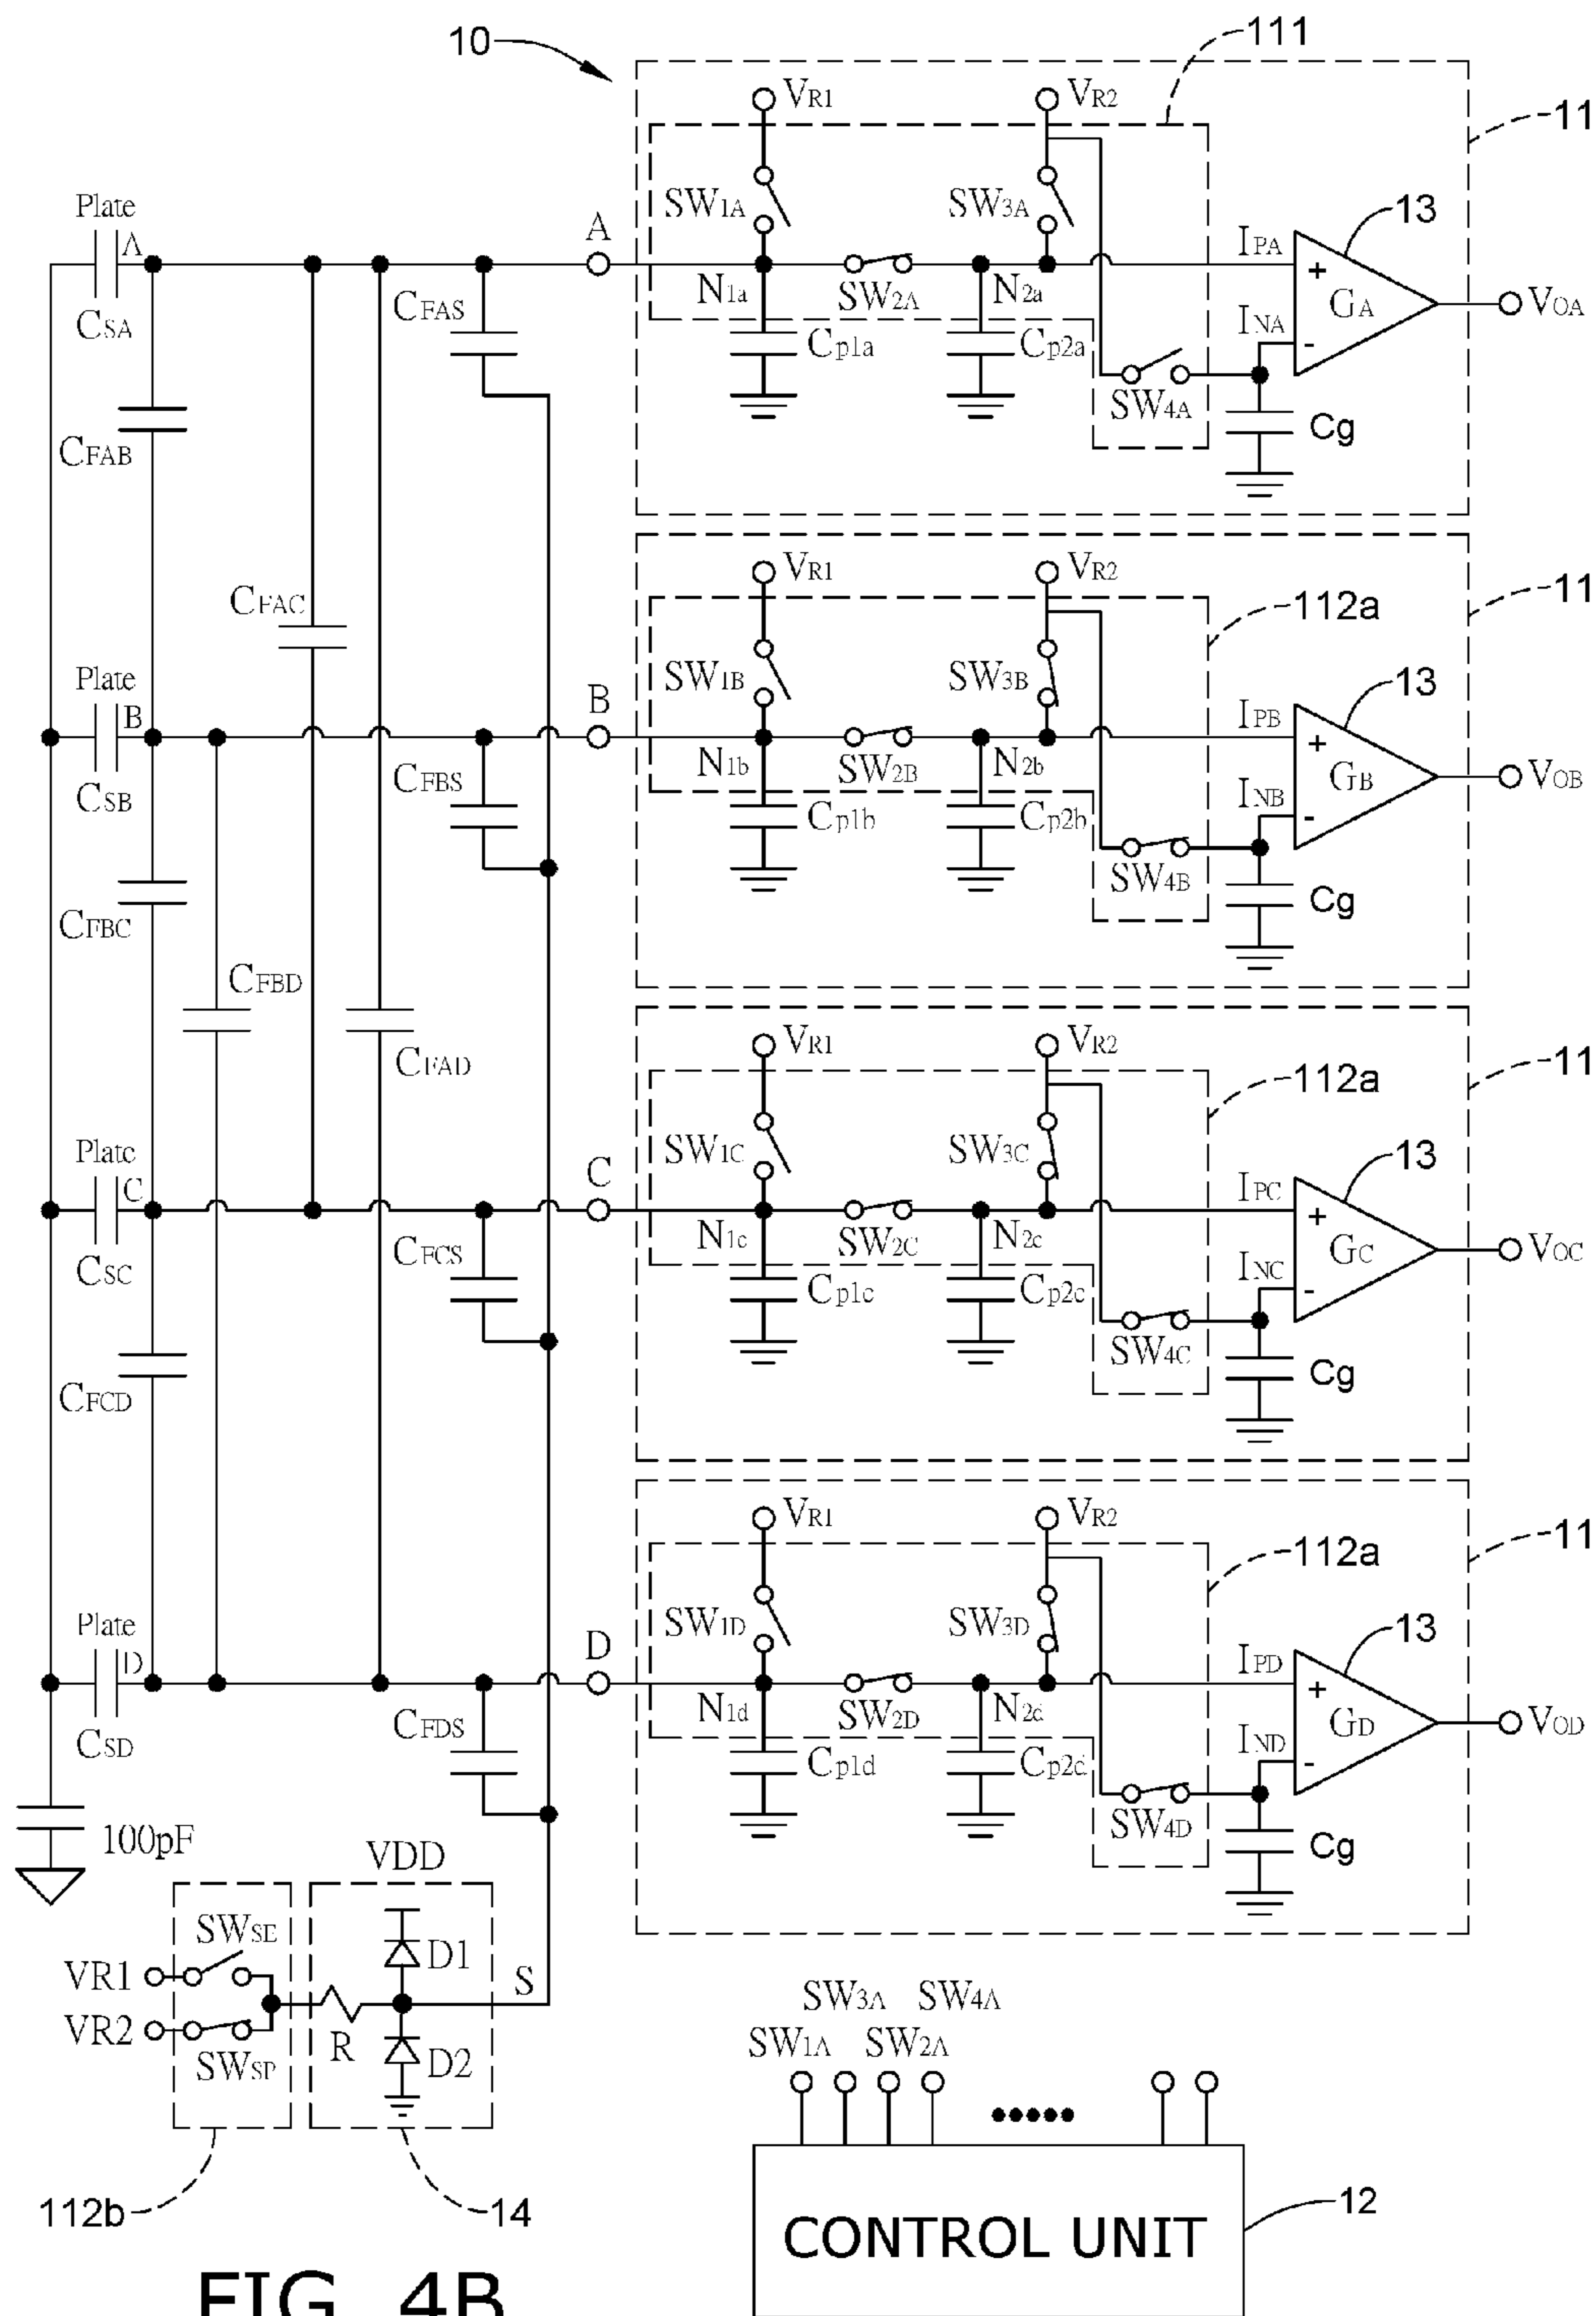 10
111
VR1
VR2
11
SW1A
SW3A
13
Plate
A
A
IPA
+
N1a
SW2A
N2a
GA
VOA
CSA
CFAS
Cp1a
Cp2a
INA
-
SW4A
Cg
CFAB
VR1
VR2
11
CFAC
112a
SW1B
SW3B
13
Plate
B
B
IPB
+
N1b
SW2B
N2b
GB
VOB
CSB
CFBS
Cp1b
Cp2b
INB
-
SW4B
Cg
CFBC
CFBD
VR1
VR2
11
CFAD
112a
SW1C
SW3C
13
Plate
C
C
IPC
+
N1c
SW2C
N2c
GC
VOC
CSC
CFCS
Cp1c
Cp2c
INC
-
SW4C
Cg
CFCD
VR1
VR2
11
112a
SW1D
SW3D
13
Plate
D
D
IPD
+
N1d
SW2D
N2d
GD
VOD
CSD
CFDS
Cp1d
Cp2d
IND
-
SW4D
Cg
100pF
VDD
SWSE
D1
VR1
S
VR2
R
SWSP
D2
SW3A SW4A
SW1A SW2A
112b
14
12
CONTROL UNIT
FIG. 4B